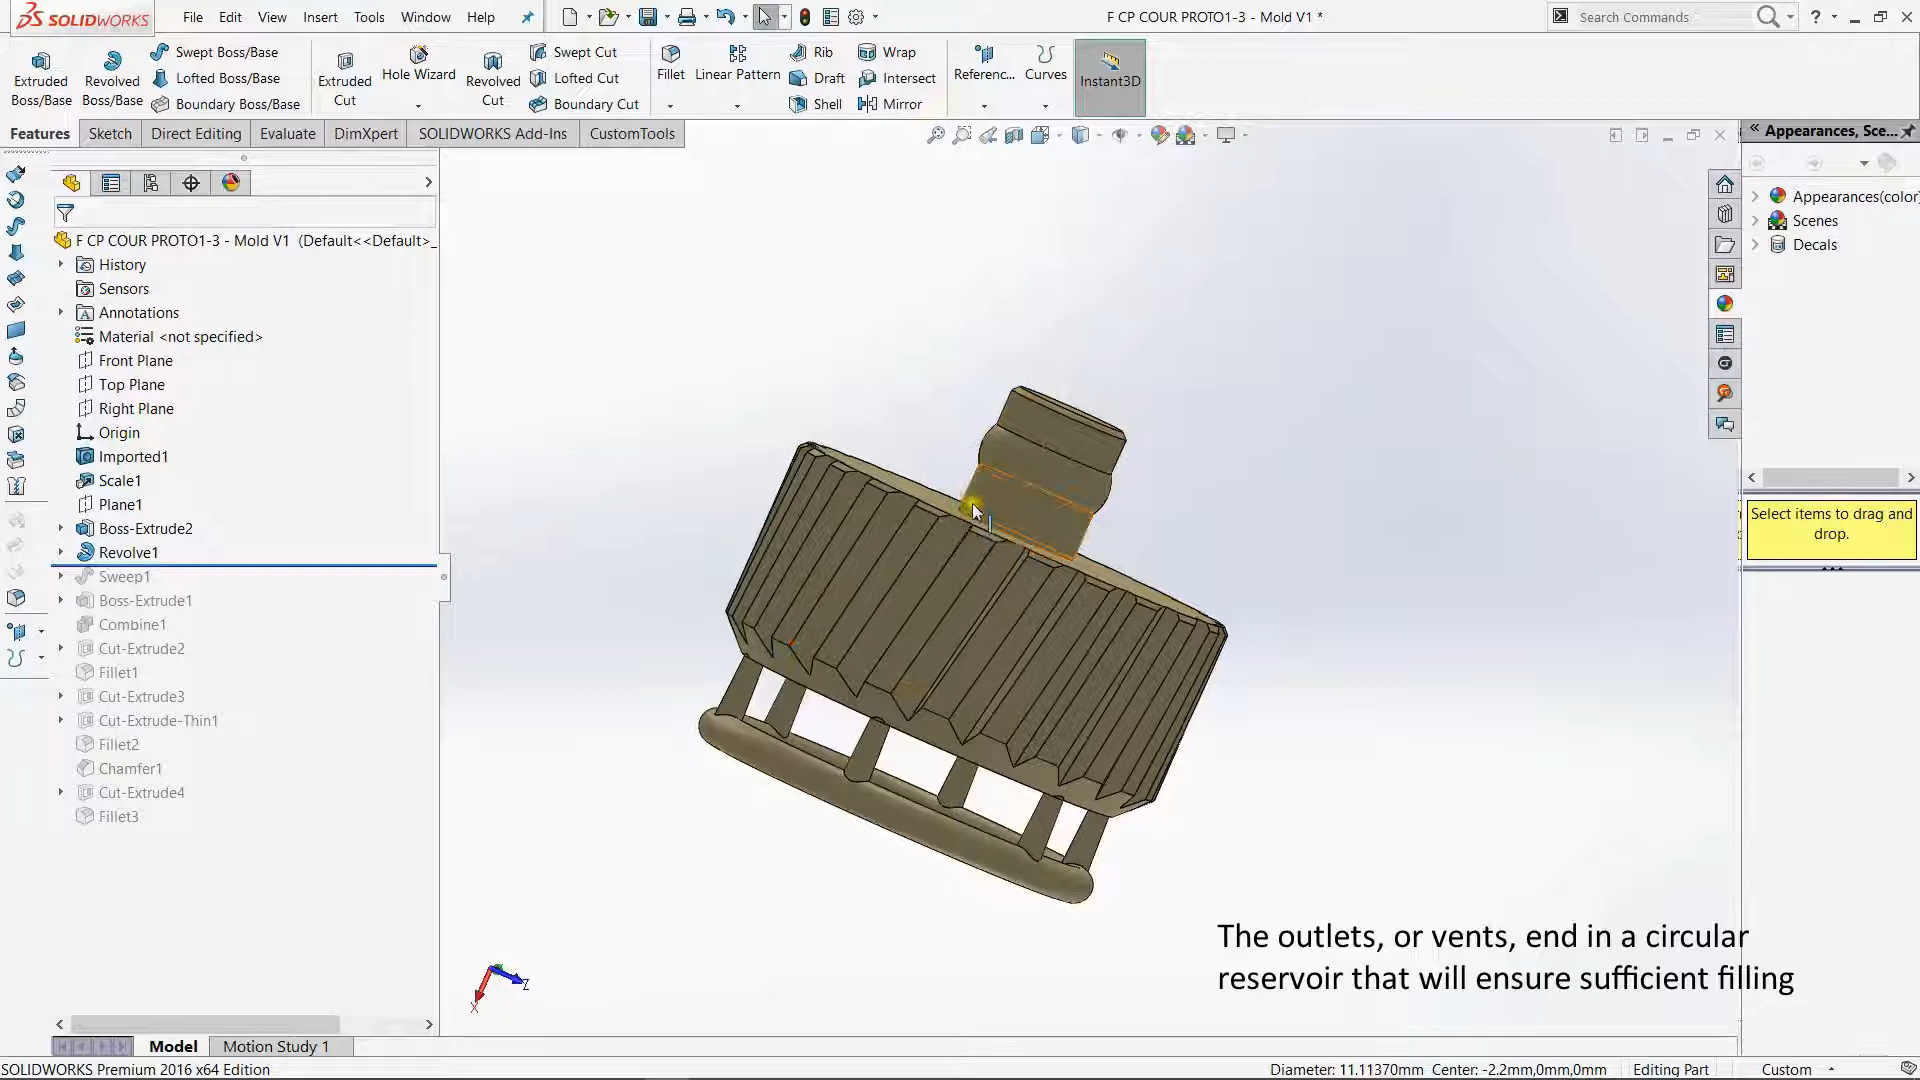 SOLIDWORKS
File Edit View Insert Tools Window Help
F CP COUR PROTO1-3 - Mold V1 *
Search Commands
Extruded Boss/Base
Revolved Boss/Base
Swept Boss/Base
Lofted Boss/Base
Boundary Boss/Base
Extruded Cut
Hole Wizard
Revolved Cut
Swept Cut
Lofted Cut
Boundary Cut
Fillet
Linear Pattern
Rib
Draft
Shell
Wrap
Intersect
Mirror
Referenc...
Curves
Instant3D
Features Sketch Direct Editing Evaluate DimXpert SOLIDWORKS Add-Ins CustomTools
Appearances, Sce...
Appearances(color)
Scenes
Decals
Select items to drag and
drop.
F CP COUR PROTO1-3 - Mold V1 (Default<<Default>_
History
Sensors
Annotations
Material <not specified>
Front Plane
Top Plane
Right Plane
Origin
Imported1
Scale1
Plane1
Boss-Extrude2
Revolve1
Sweep1
Boss-Extrude1
Combine1
Cut-Extrude2
Fillet1
Cut-Extrude3
Cut-Extrude-Thin1
Fillet2
Chamfer1
Cut-Extrude4
Fillet3
Z
X
The outlets, or vents, end in a circular
reservoir that will ensure sufficient filling
Model Motion Study 1
SOLIDWORKS Premium 2016 x64 Edition
Diameter: 11.11370mm Center: -2.2mm,0mm,0mm Editing Part Custom